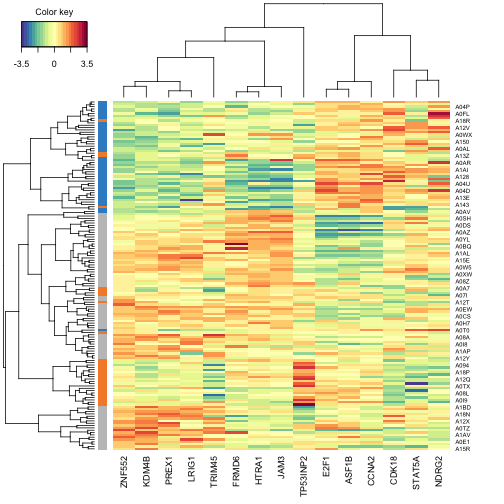 Color key
-3.5 0 3.5
A04P
A0FL
A18R
A12V
A0WX
A150
A0AL
A13Z
A0AR
A1AI
A128
A04U
A04D
A13E
A143
A0AV
A0SH
A0DS
A0AZ
A0YL
A0BQ
A1AL
A15E
A0W5
A0XW
A08Z
A0A7
A07I
A12T
A0EW
A0CS
A0H7
A0T0
A08A
A0I8
A1AP
A12Y
A094
A18P
A12Q
A0TX
A08L
A0I9
A1BD
A18N
A12X
A0TZ
A1AV
A0E1
A15R
ZNF552 KDM4B PREX1 LRIG1 TRIM45 FRMD6 HTRA1 JAM3 TP53INP2 E2F1 ASF1B CCNA2 CDK18 STAT5A NDRG2